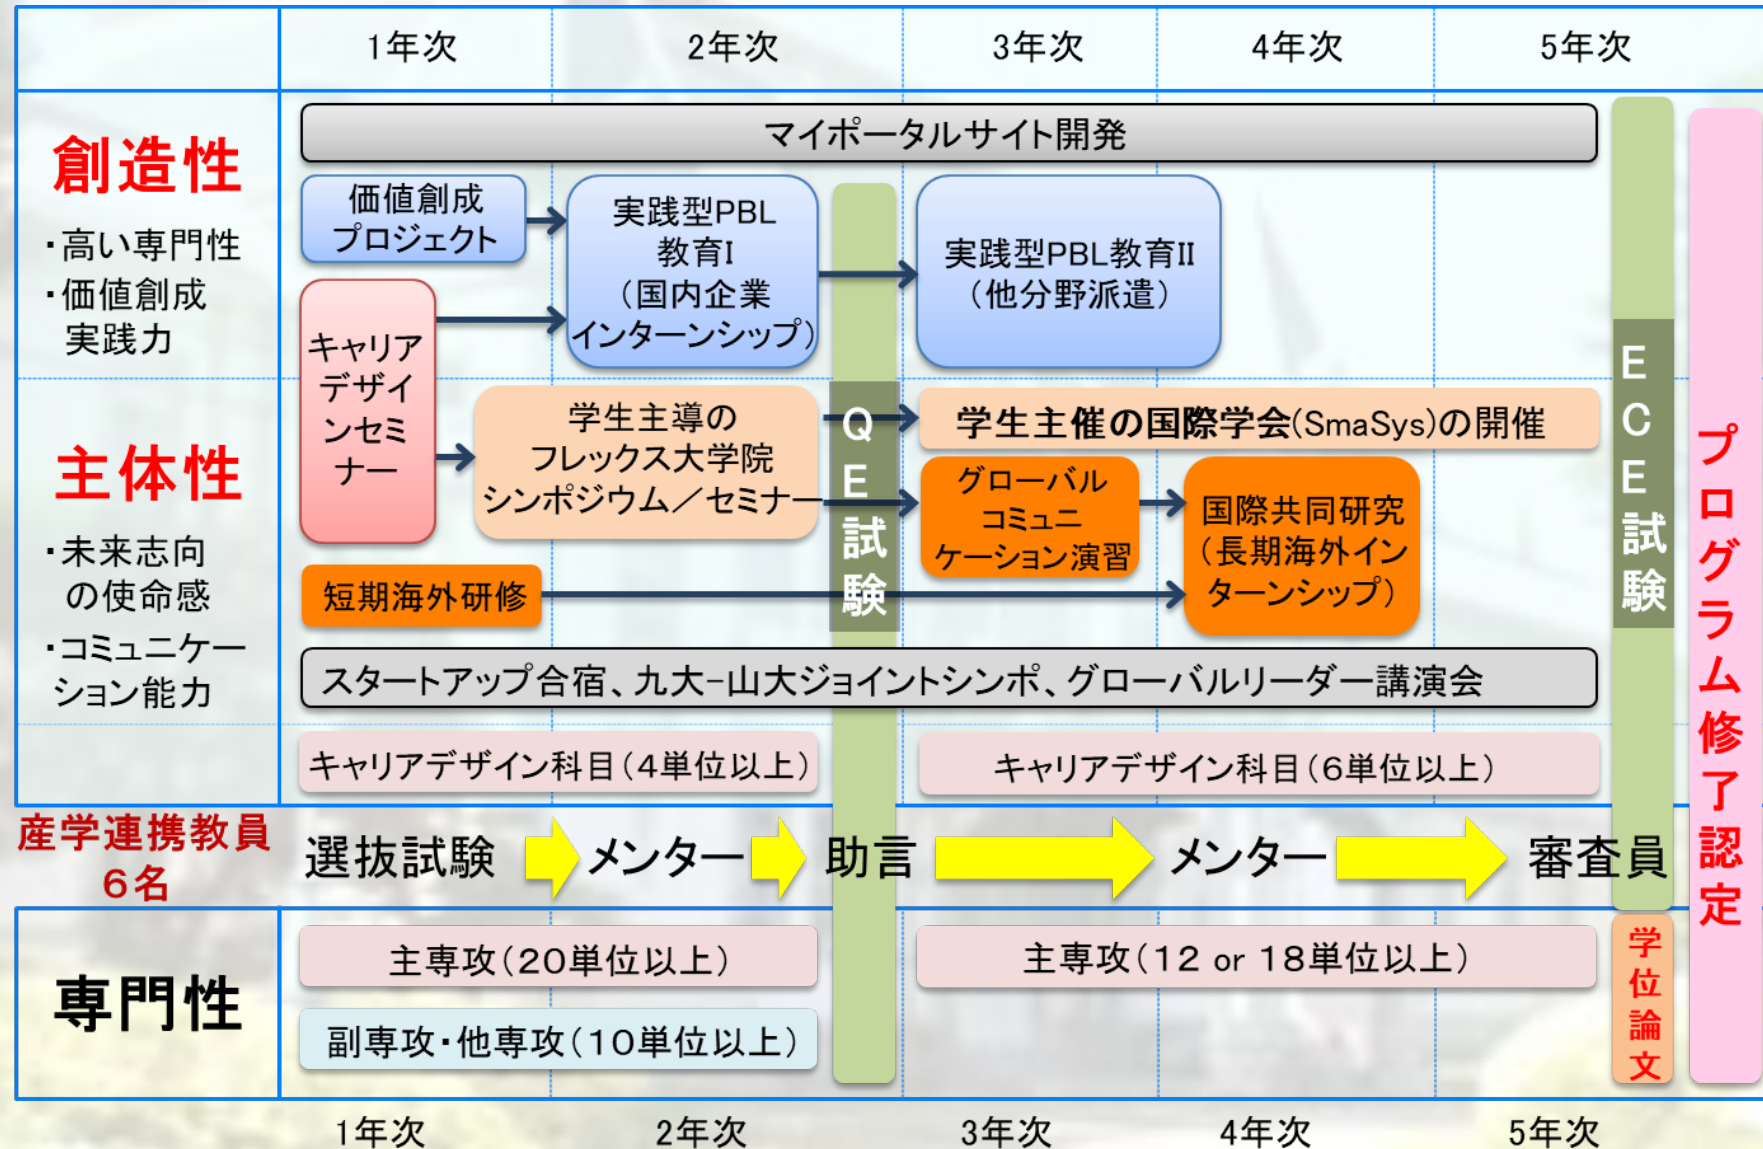 1年次
2年次
3年次
4年次
5年次
創造性
・高い専門性
・価値創成
実践力
マイポータルサイト開発
価値創成
プロジェクト
実践型PBL
教育I
（国内企業
インターンシップ）
実践型PBL教育II
（他分野派遣）
キャリア
デザイ
ンセミ
ナー
主体性
・未来志向
の使命感
・コミュニケー
ション能力
学生主導の
フレックス大学院
シンポジウム／セミナー
学生主催の国際学会(SmaSys)の開催
グローバル
コミュニ
ケーション演習
国際共同研究
（長期海外イン
ターンシップ）
短期海外研修
スタートアップ合宿、九大-山大ジョイントシンポ、グローバルリーダー講演会
キャリアデザイン科目（4単位以上）
キャリアデザイン科目（6単位以上）
QE試験
ECE試験
プログラム修了認定
産学連携教員
6名
選抜試験
メンター
助言
メンター
審査員
専門性
主専攻（20単位以上）
主専攻（12 or 18単位以上）
副専攻・他専攻（10単位以上）
学位論文
1年次
2年次
3年次
4年次
5年次